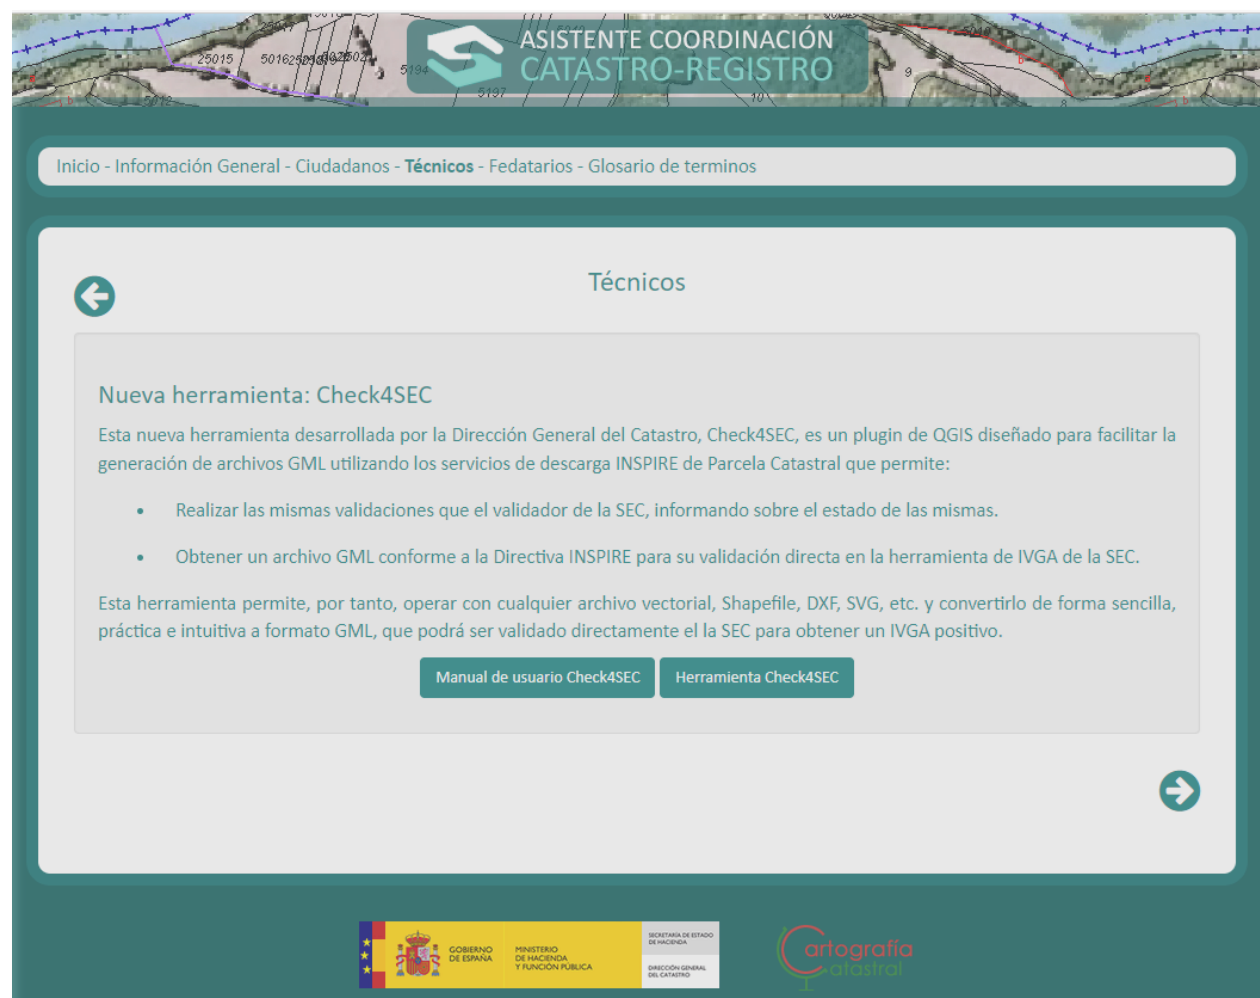 ASISTENTE COORDINACIÓN
CATASTRO-REGISTRO
25015
5194
5197
9
10
8
Inicio - Información General - Ciudadanos - Técnicos - Fedatarios - Glosario de terminos
Técnicos
Nueva herramienta: Check4SEC
Esta nueva herramienta desarrollada por la Dirección General del Catastro, Check4SEC, es un plugin de QGIS diseñado para facilitar la
generación de archivos GML utilizando los servicios de descarga INSPIRE de Parcela Catastral que permite:
• Realizar las mismas validaciones que el validador de la SEC, informando sobre el estado de las mismas.
• Obtener un archivo GML conforme a la Directiva INSPIRE para su validación directa en la herramienta de IVGA de la SEC.
Esta herramienta permite, por tanto, operar con cualquier archivo vectorial, Shapefile, DXF, SVG, etc. y convertirlo de forma sencilla,
práctica e intuitiva a formato GML, que podrá ser validado directamente el la SEC para obtener un IVGA positivo.
Manual de usuario Check4SEC
Herramienta Check4SEC
GOBIERNO
DE ESPAÑA
MINISTERIO
DE HACIENDA
Y FUNCIÓN PÚBLICA
SECRETARÍA DE ESTADO
DE HACIENDA
DIRECCIÓN GENERAL
DEL CATASTRO
Cartografía
Catastral